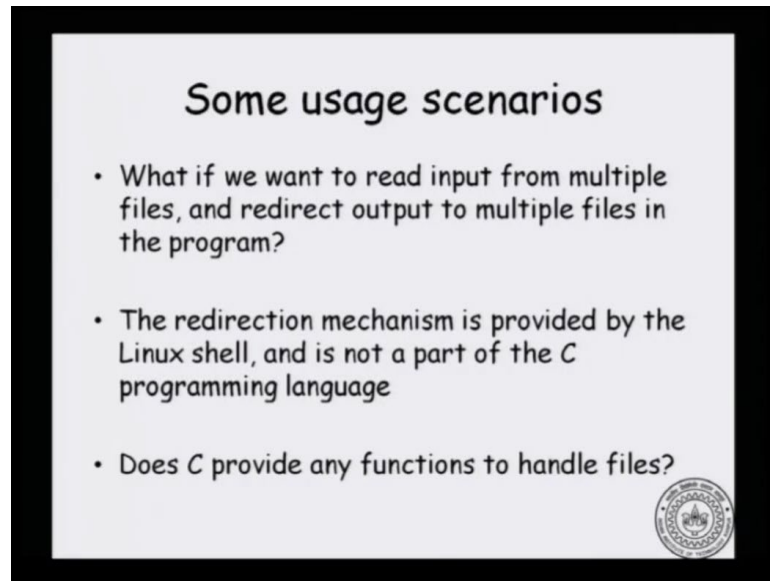 Some usage scenarios
• What if we want to read input from multiple
files, and redirect output to multiple files in
the program?
• The redirection mechanism is provided by the
Linux shell, and is not a part of the C
programming language
• Does C provide any functions to handle files?